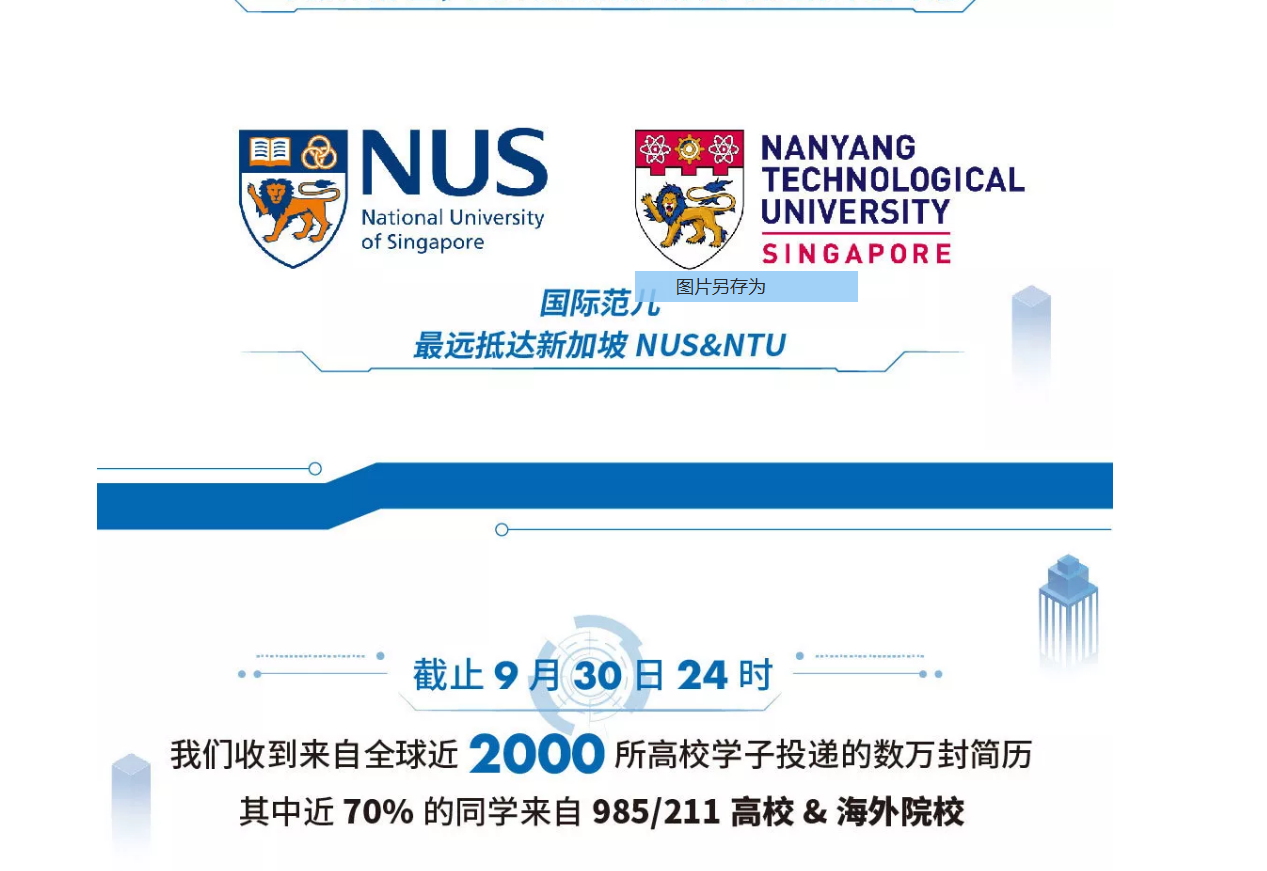 NUS
National University
of Singapore
NANYANG
TECHNOLOGICAL
UNIVERSITY
SINGAPORE
图片另存为
国际范儿
最远抵达新加坡 NUS&NTU
截止 9 月 30 日 24 时
我们收到来自全球近 2000 所高校学子投递的数万封简历
其中近 70% 的同学来自 985/211 高校 & 海外院校